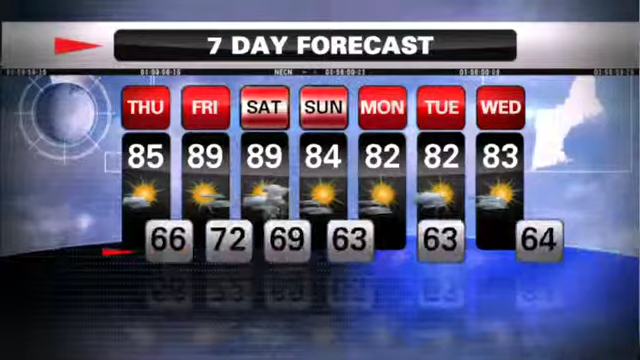 7 DAY FORECAST
NECN
THU FRI SAT SUN MON TUE WED
85 89 89 84 82 82 83
66 72 69 63 63 64